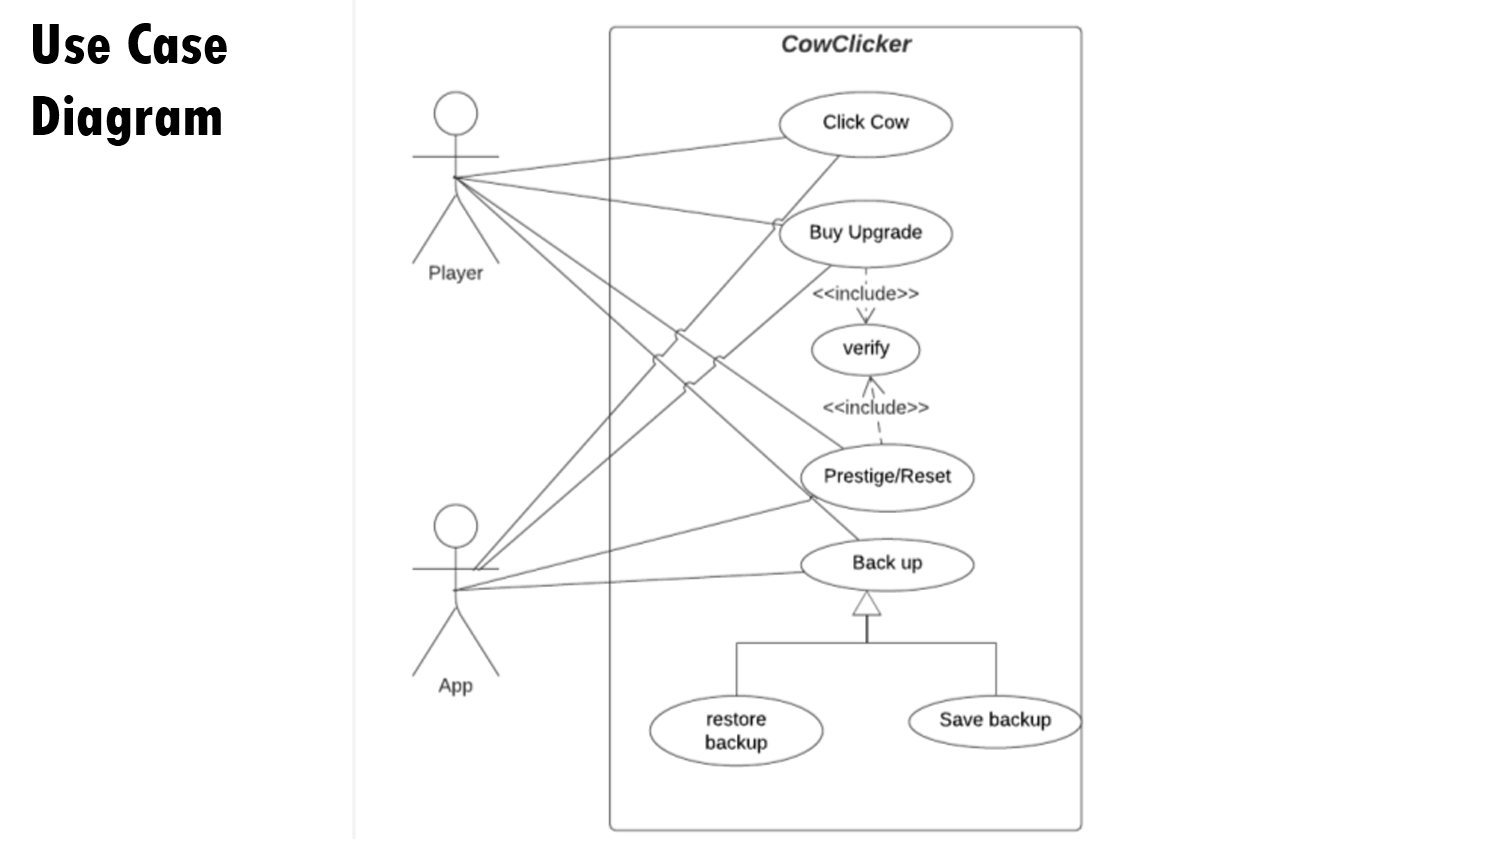 Use Case
Diagram
CowClicker
Click Cow
Buy Upgrade
Player
<<include>>
verify
<<include>>
Prestige/Reset
Back up
App
restore
backup
Save backup